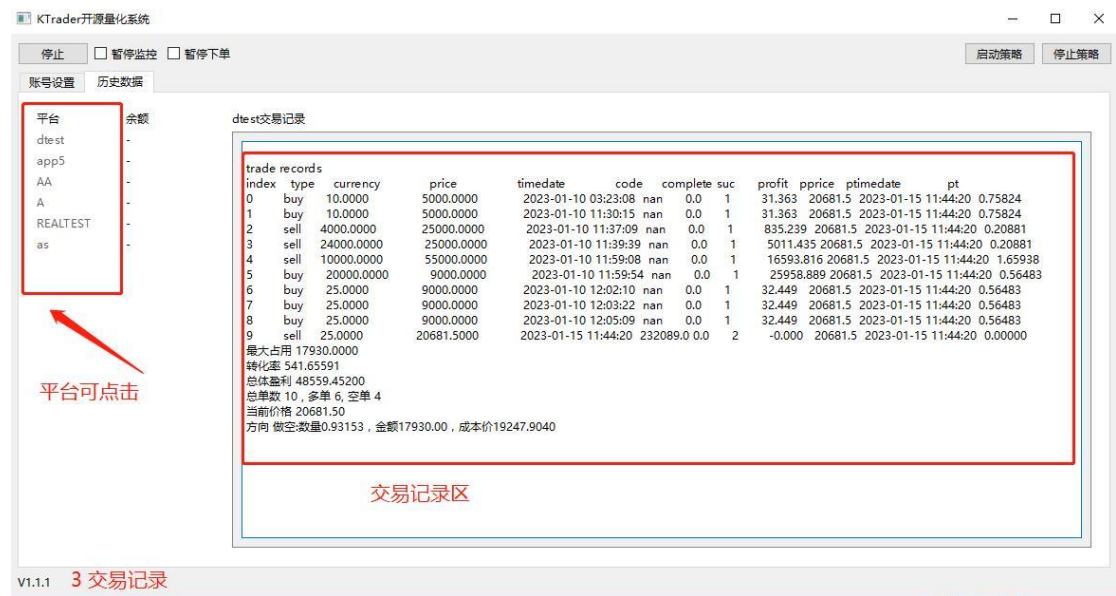 KTrader开源量化系统
停止 暂停监控 暂停下单 启动策略 停止策略
账号设置 历史数据
平台 余额 dtest交易记录
dtest -
app5 -
AA -
A -
REALTEST -
as -
trade records
index type currency price timedate code complete suc profit pprice ptimedate pt
0 buy 10.0000 5000.0000 2023-01-10 03:23:08 nan 0.0 1 31.363 20681.5 2023-01-15 11:44:20 0.75824
1 buy 10.0000 5000.0000 2023-01-10 11:30:15 nan 0.0 1 31.363 20681.5 2023-01-15 11:44:20 0.75824
2 sell 4000.0000 25000.0000 2023-01-10 11:37:09 nan 0.0 1 835.239 20681.5 2023-01-15 11:44:20 0.20881
3 sell 24000.0000 25000.0000 2023-01-10 11:39:39 nan 0.0 1 5011.435 20681.5 2023-01-15 11:44:20 0.20881
4 sell 10000.0000 55000.0000 2023-01-10 11:59:08 nan 0.0 1 16593.816 20681.5 2023-01-15 11:44:20 1.65938
5 buy 20000.0000 9000.0000 2023-01-10 11:59:54 nan 0.0 1 25958.889 20681.5 2023-01-15 11:44:20 0.56483
6 buy 25.0000 9000.0000 2023-01-10 12:02:10 nan 0.0 1 32.449 20681.5 2023-01-15 11:44:20 0.56483
7 buy 25.0000 9000.0000 2023-01-10 12:03:22 nan 0.0 1 32.449 20681.5 2023-01-15 11:44:20 0.56483
8 buy 25.0000 9000.0000 2023-01-10 12:05:09 nan 0.0 1 32.449 20681.5 2023-01-15 11:44:20 0.56483
9 sell 25.0000 20681.5000 2023-01-15 11:44:20 232089.0 0.0 2 -0.000 20681.5 2023-01-15 11:44:20 0.00000
最大占用 17930.0000
转化率 541.65591
总体盈利 48559.45200
总单数 10 , 多单 6, 空单 4
当前价格 20681.50
方向 做空:数量0.93153，金额17930.00，成本价19247.9040
平台可点击
交易记录区
V1.1.1 3 交易记录